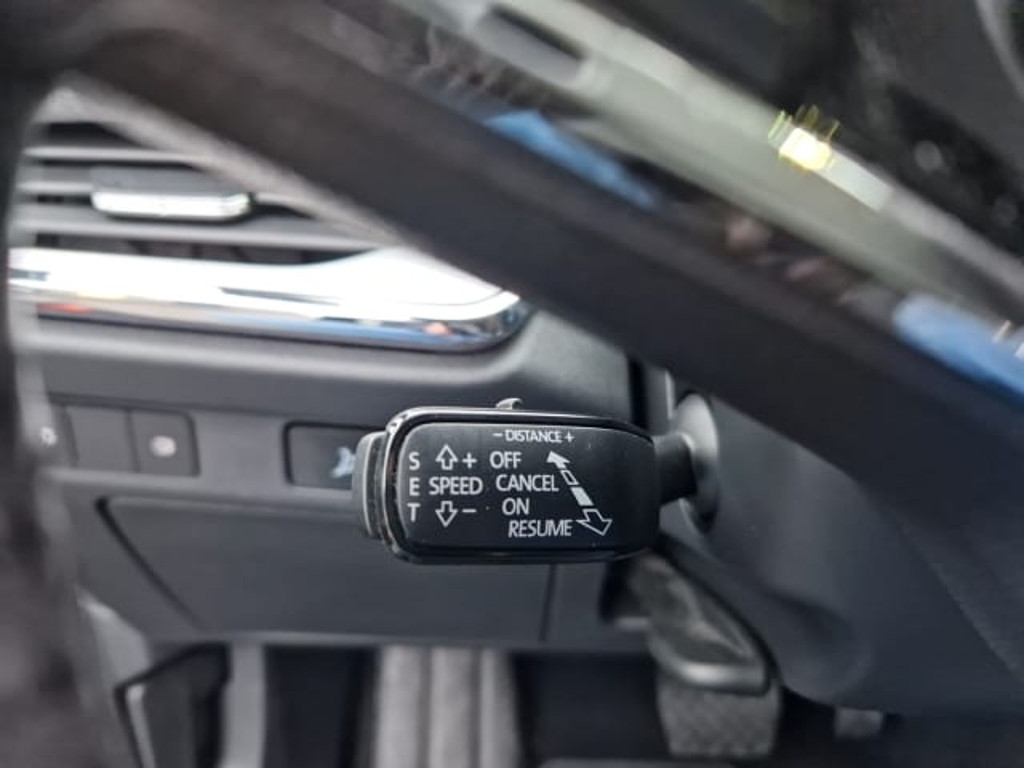 - DISTANCE +
S + OFF
E SPEED CANCEL
T - ON
RESUME